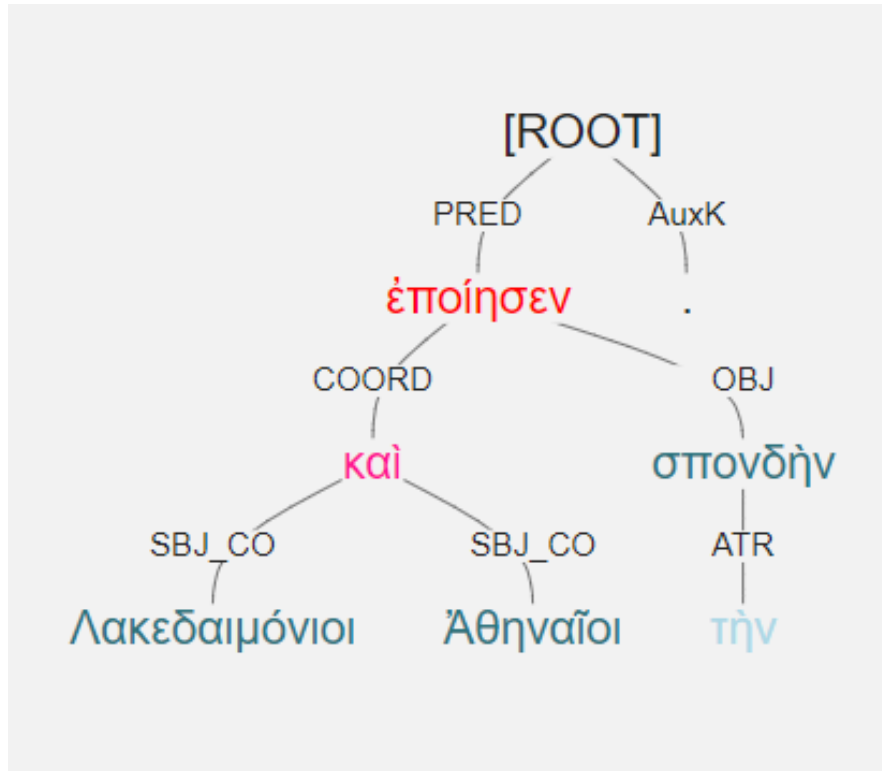 [ROOT]
PRED AuxK
ἐποίησεν .
COORD OBJ
καὶ σπονδὴν
SBJ_CO SBJ_CO ATR
Λακεδαιμόνιοι Ἀθηναῖοι τὴν